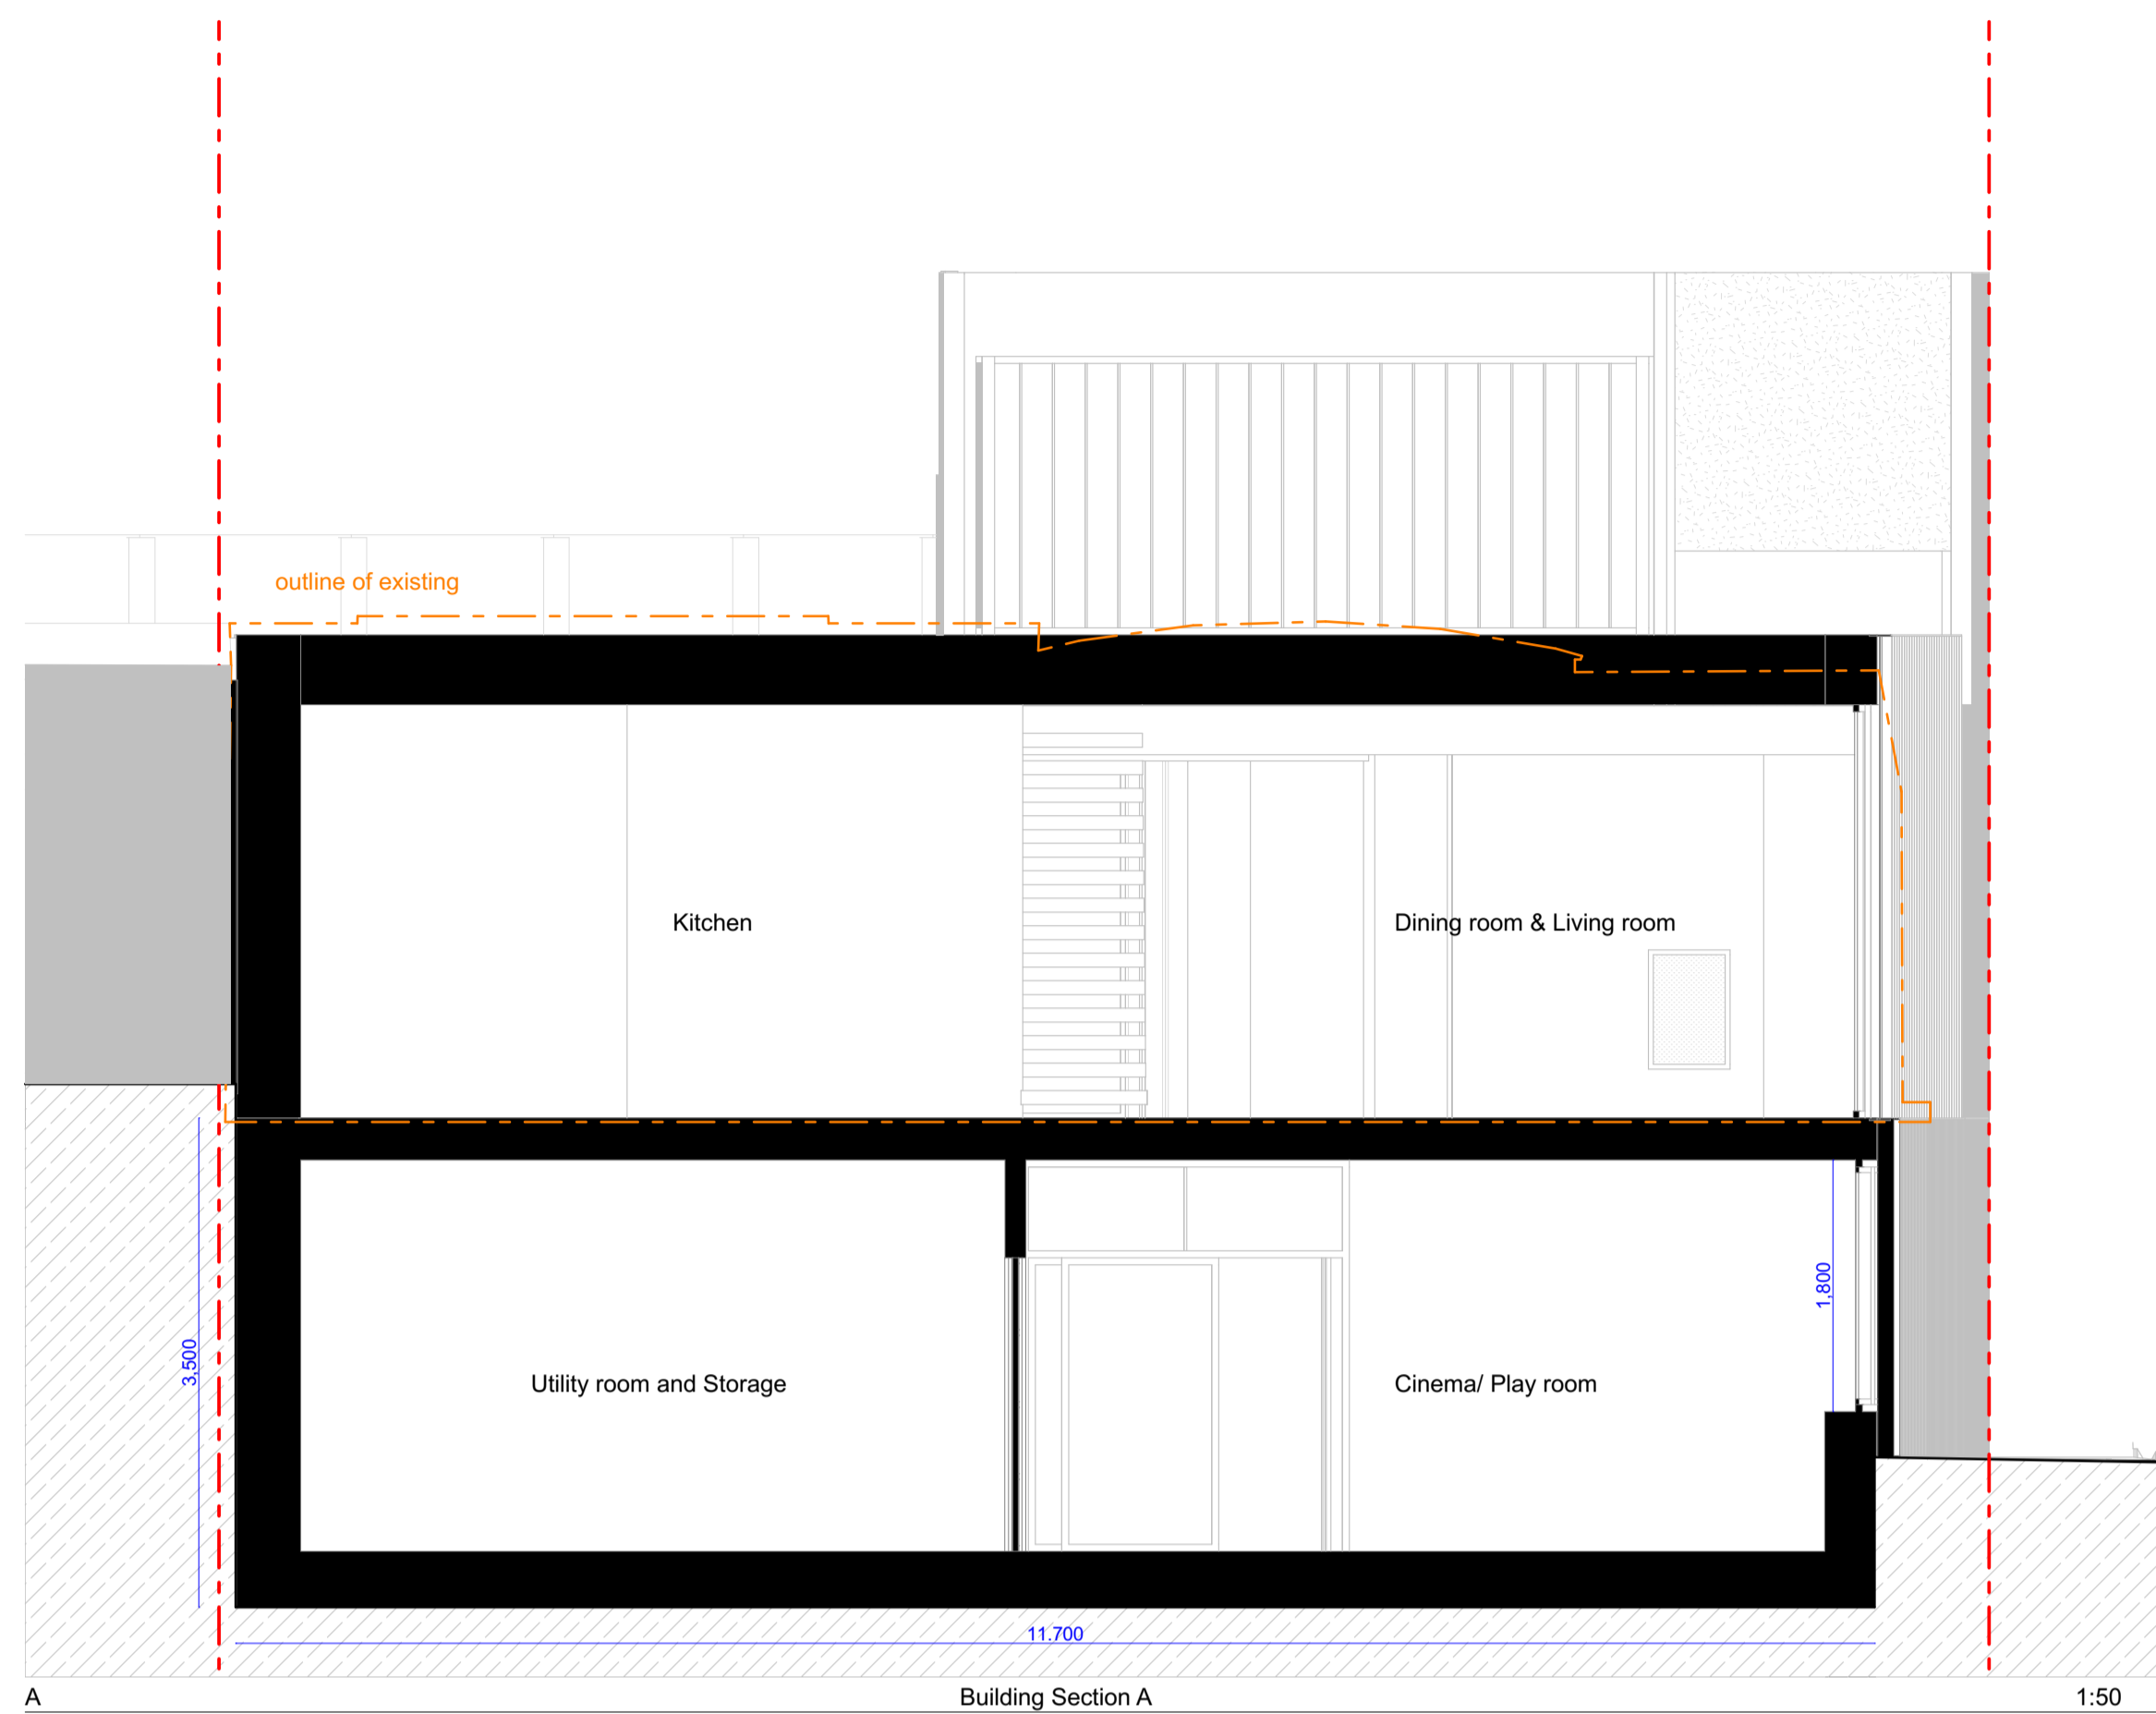 outline of existing
Kitchen
Dining room & Living room
1,800
3,500
Utility room and Storage
Cinema/ Play room
11.700
A
Building Section A
1:50